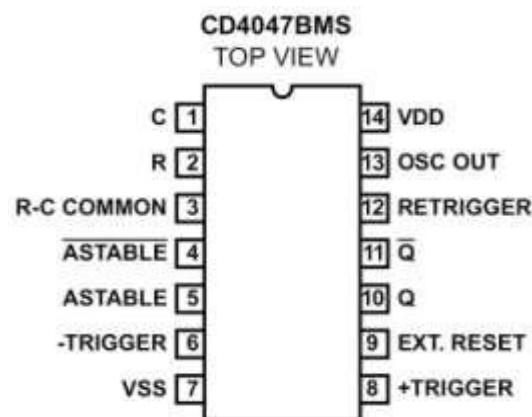 CD4047BMS
TOP VIEW
C 1 14 VDD
R 2 13 OSC OUT
R-C COMMON 3 12 RETRIGGER
A̅S̅T̅A̅B̅L̅E̅ 4 11 Q̅
ASTABLE 5 10 Q
-TRIGGER 6 9 EXT. RESET
VSS 7 8 +TRIGGER